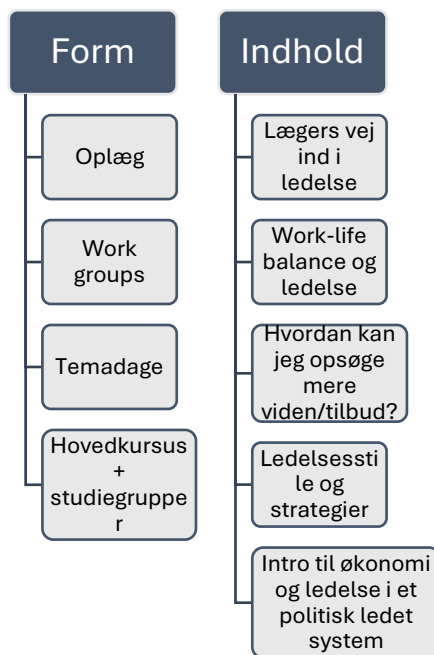 Form
Oplæg
Work
groups
Temadage
Hovedkursus
+
studiegruppe
r
Indhold
Lægers vej
ind i
ledelse
Work-life
balance og
ledelse
Hvordan kan
jeg opsøge
mere
viden/tilbud?
Ledelsessti
le og
strategier
Intro til økonomi
og ledelse i et
politisk ledet
system